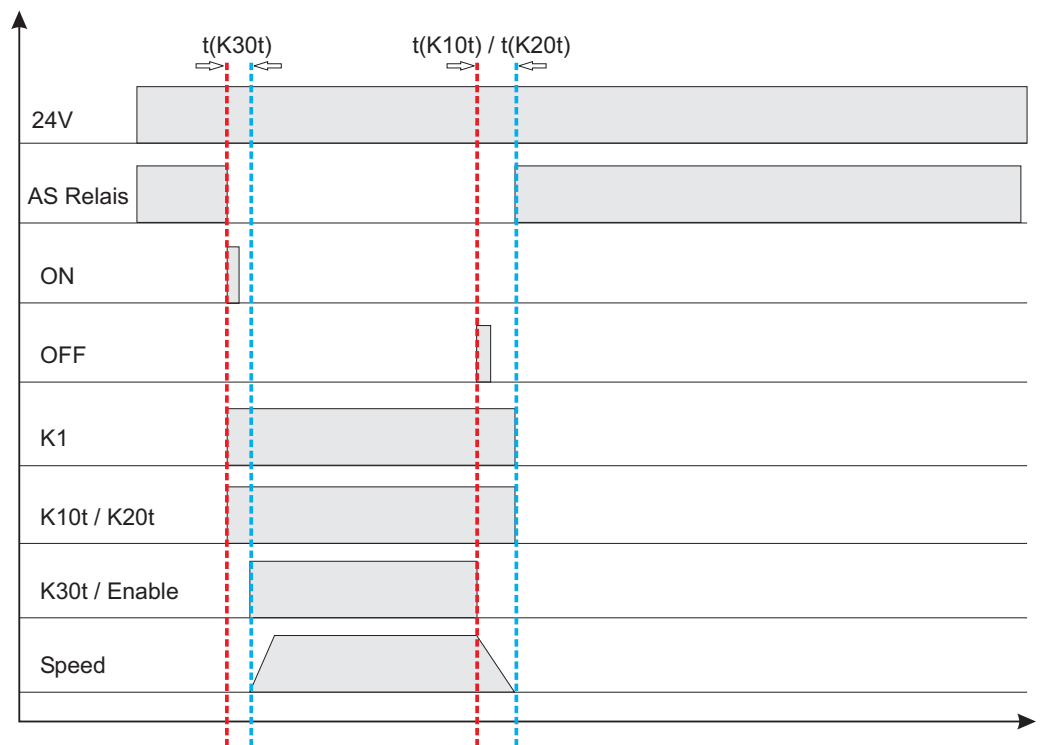 t(K30t)
t(K10t) / t(K20t)
24V
AS Relais
ON
OFF
K1
K10t / K20t
K30t / Enable
Speed